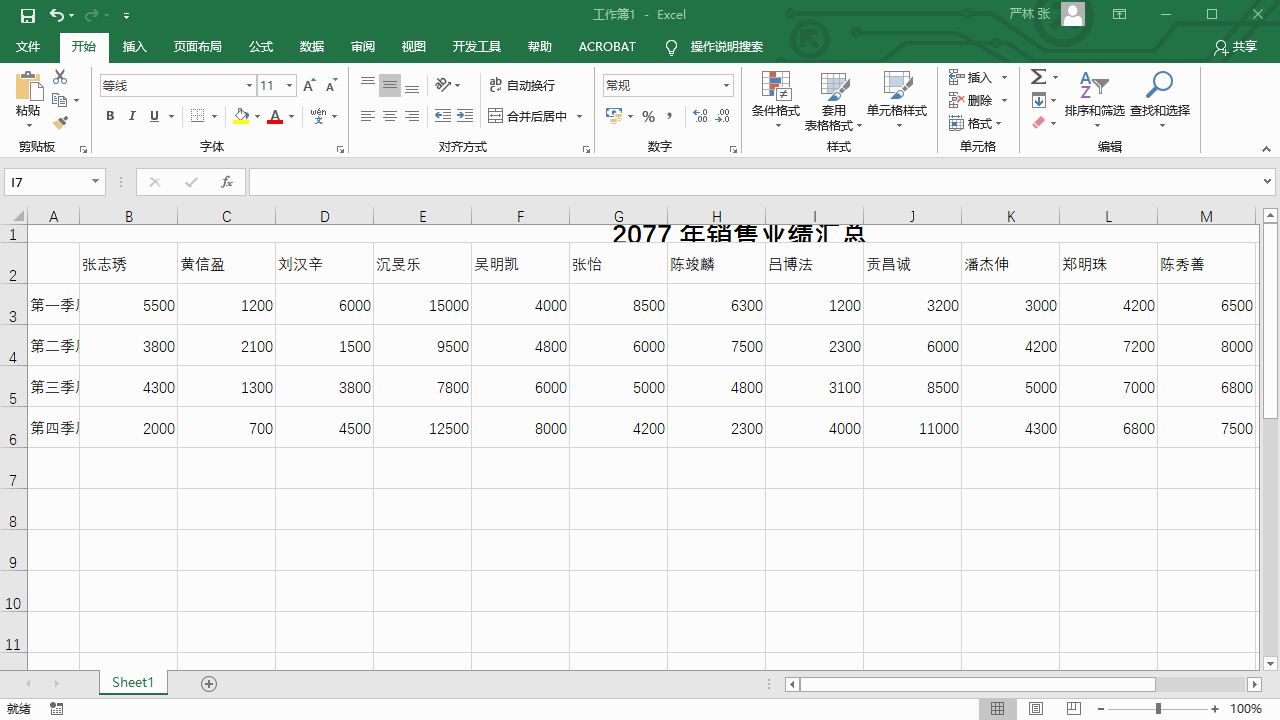 工作簿1 - Excel
严林 张
文件 开始 插入 页面布局 公式 数据 审阅 视图 开发工具 帮助 ACROBAT 操作说明搜索 共享
粘贴
剪贴板
等线 11
B I U A
字体
自动换行
合并后居中
对齐方式
常规
%
数字
条件格式
套用
表格格式
单元格样式
样式
插入
删除
格式
单元格
排序和筛选 查找和选择
编辑
I7
fx
A B C D E F G H I J K L M
1 2077 年销售业绩汇总
2 张志琇 黄信盈 刘汉辛 沉旻乐 吴明凯 张怡 陈竣麟 吕博法 贡昌诚 潘杰伸 郑明珠 陈秀善
3 第一季 5500 1200 6000 15000 4000 8500 6300 1200 3200 3000 4200 6500
4 第二季 3800 2100 1500 9500 4800 6000 7500 2300 6000 4200 7200 8000
5 第三季 4300 1300 3800 7800 6000 5000 4800 3100 8500 5000 7000 6800
6 第四季 2000 700 4500 12500 8000 4200 2300 4000 11000 4300 6800 7500
7
8
9
10
11
Sheet1
就绪
100%